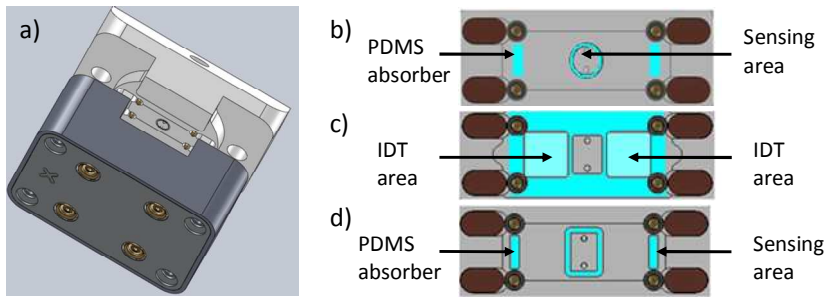 a)
b)
PDMS
absorber
Sensing
area
c)
IDT
area
IDT
area
d)
PDMS
absorber
Sensing
area
X